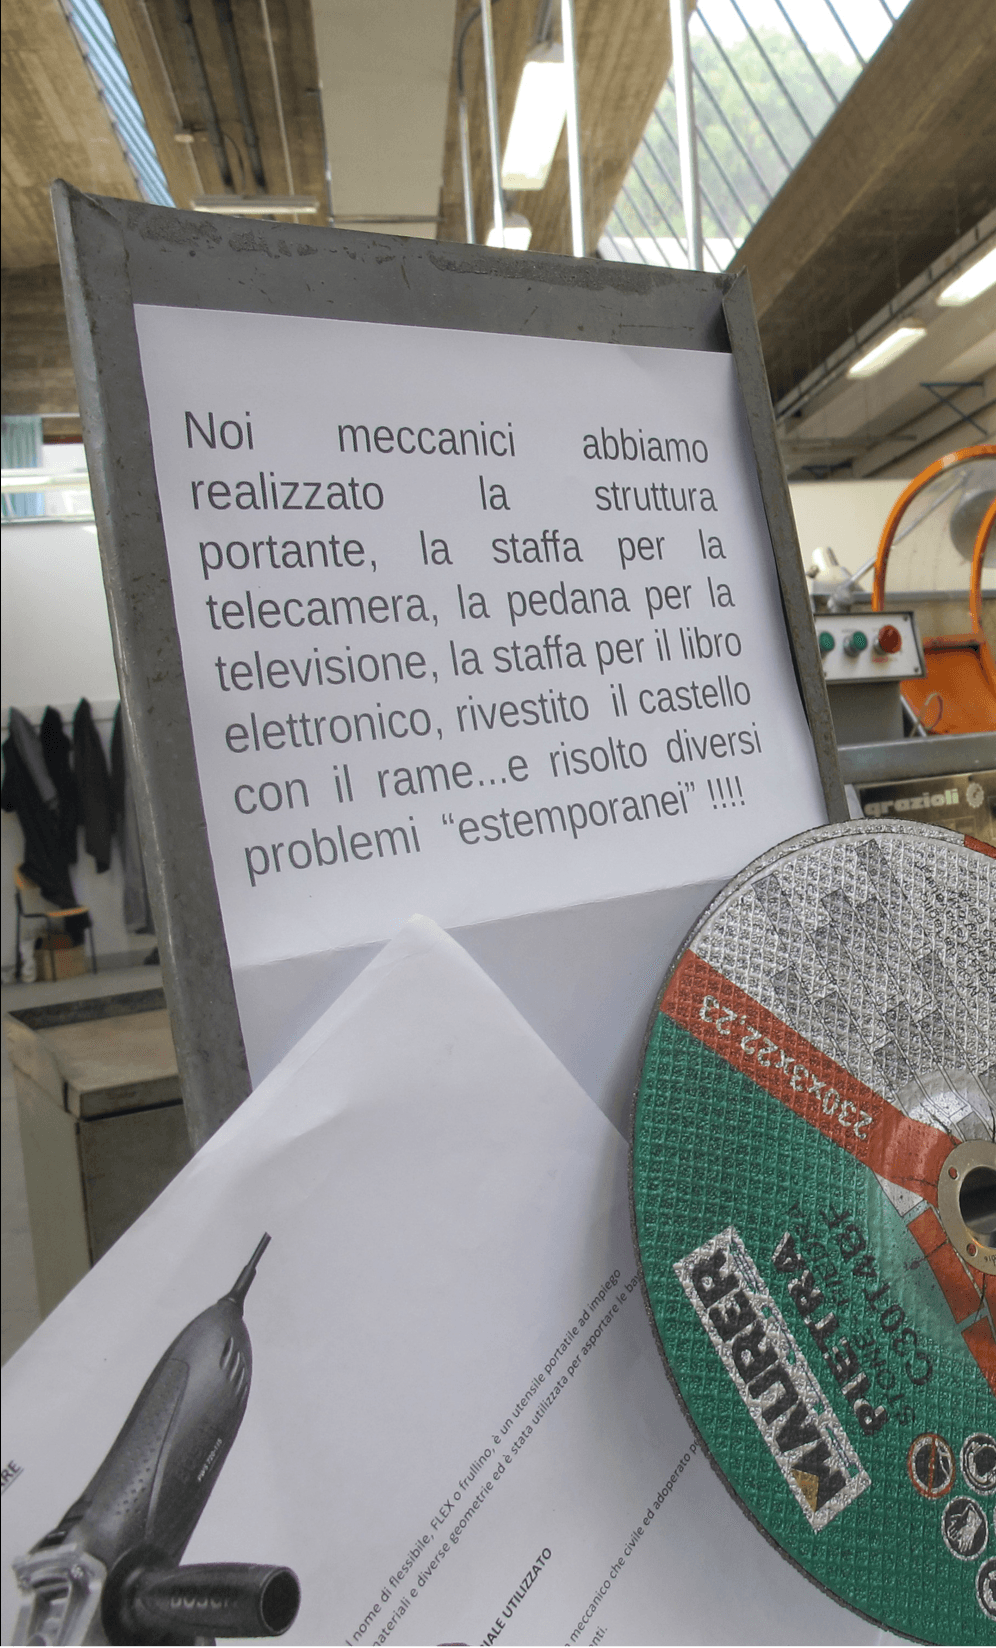 Noi meccanici abbiamo
realizzato la struttura
portante, la staffa per la
telecamera, la pedana per la
televisione, la staffa per il libro
elettronico, rivestito il castello
con il rame...e risolto diversi
problemi “estemporanei” !!!!
grazioli
230x3x22,23
MAURER
PIETRA
STONE
C30T4BF
BOSCH
nome di flessibile, FLEX o frullino, è un utensile portatile ad impiego
materiali e diverse geometrie ed è stata utilizzata per asportare le
UTILIZZATO
meccanico che civile ed adoperato